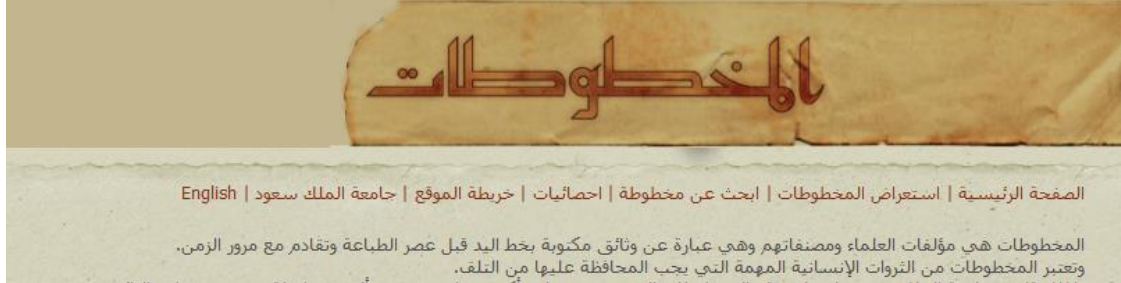 المخطوطات
الصفحة الرئيسية | استعراض المخطوطات | ابحث عن مخطوطة | احصائيات | خريطة الموقع | جامعة الملك سعود | English
المخطوطات هي مؤلفات العلماء ومصنفاتهم وهي عبارة عن وثائق مكتوبة بخط اليد قبل عصر الطباعة وتقادم مع مرور الزمن.
وتعتبر المخطوطات من الثروات الإنسانية المهمة التي يجب المحافظة عليها من التلف.